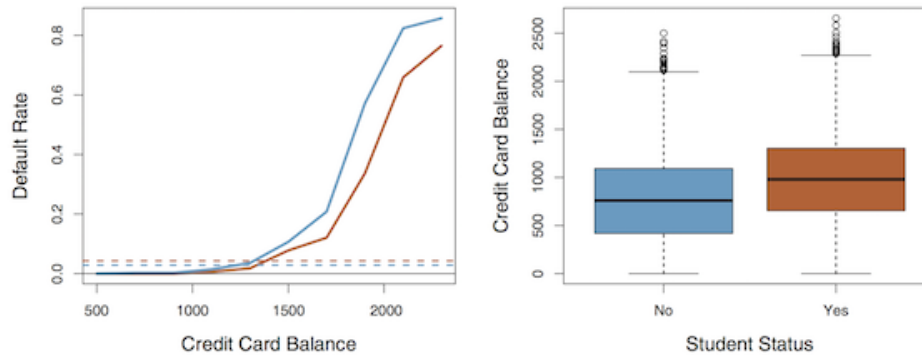 Default Rate
0.8
0.6
0.4
0.2
0.0
500 1000 1500 2000
Credit Card Balance
Credit Card Balance
2500
2000
1500
1000
500
0
No Yes
Student Status